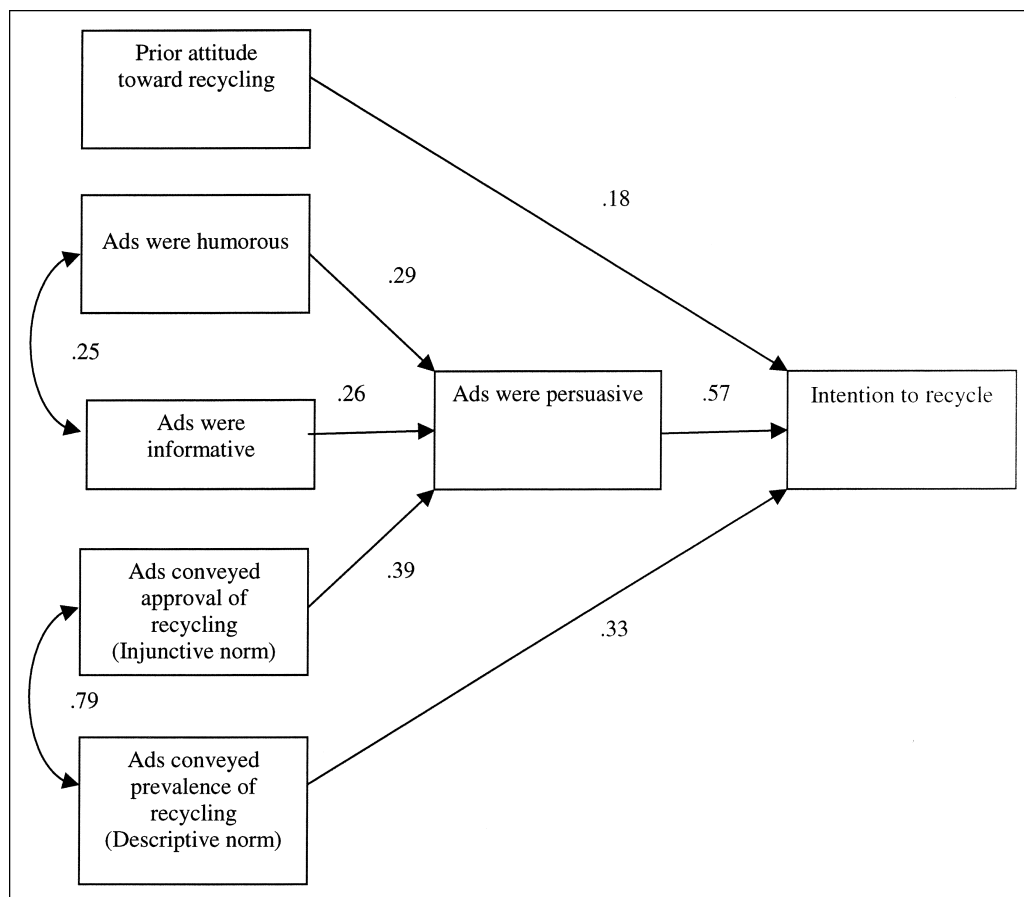 Prior attitude
toward recycling
.18
Ads were humorous
.29
.25
Ads were
informative
.26
Ads were persuasive
.57
Intention to recycle
Ads conveyed
approval of
recycling
(Injunctive norm)
.39
.33
.79
Ads conveyed
prevalence of
recycling
(Descriptive norm)